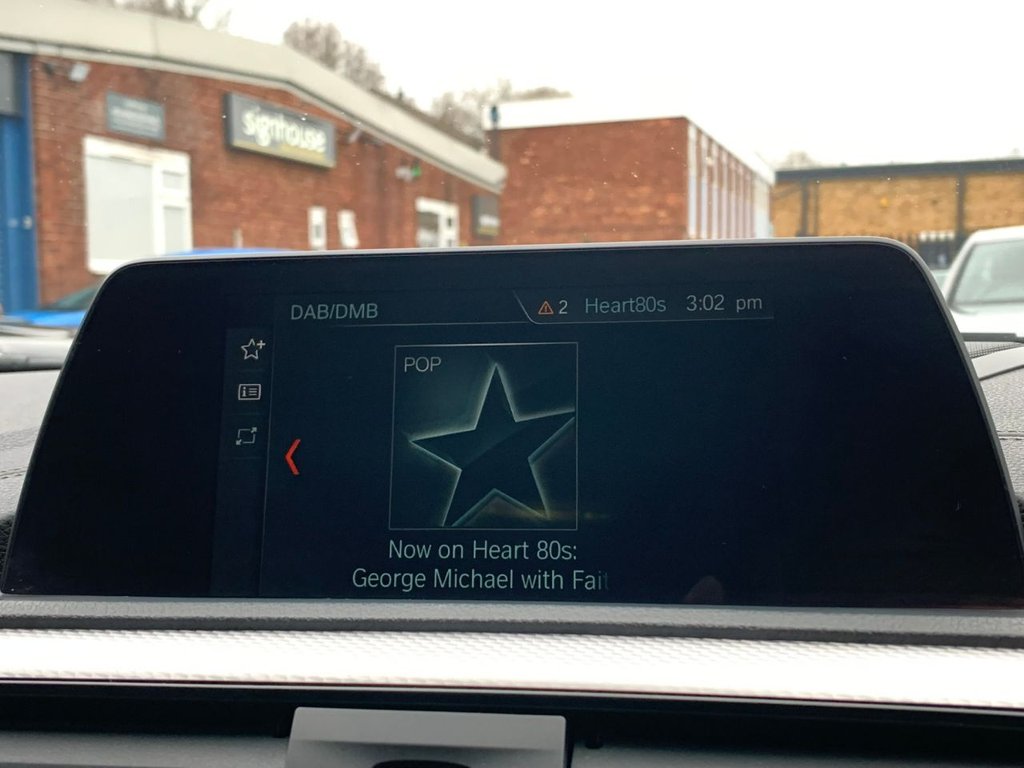 signhouse
DAB/DMB
2 Heart80s 3:02 pm
POP
Now on Heart 80s:
George Michael with Fait